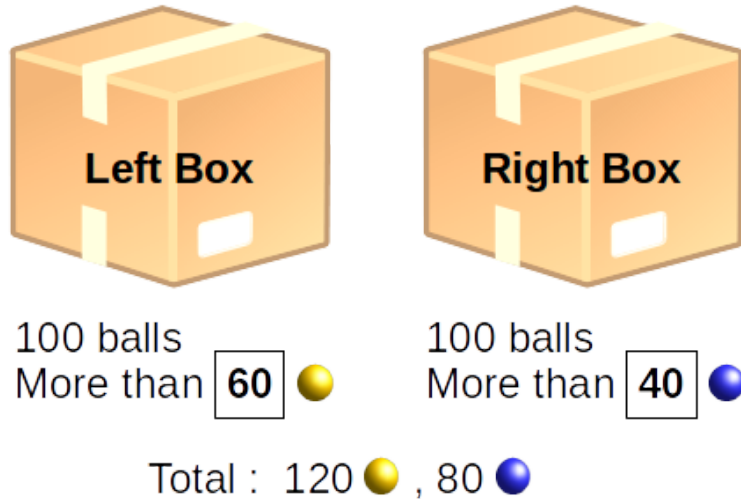 Left Box
Right Box
100 balls
More than 60
100 balls
More than 40
Total : 120 , 80